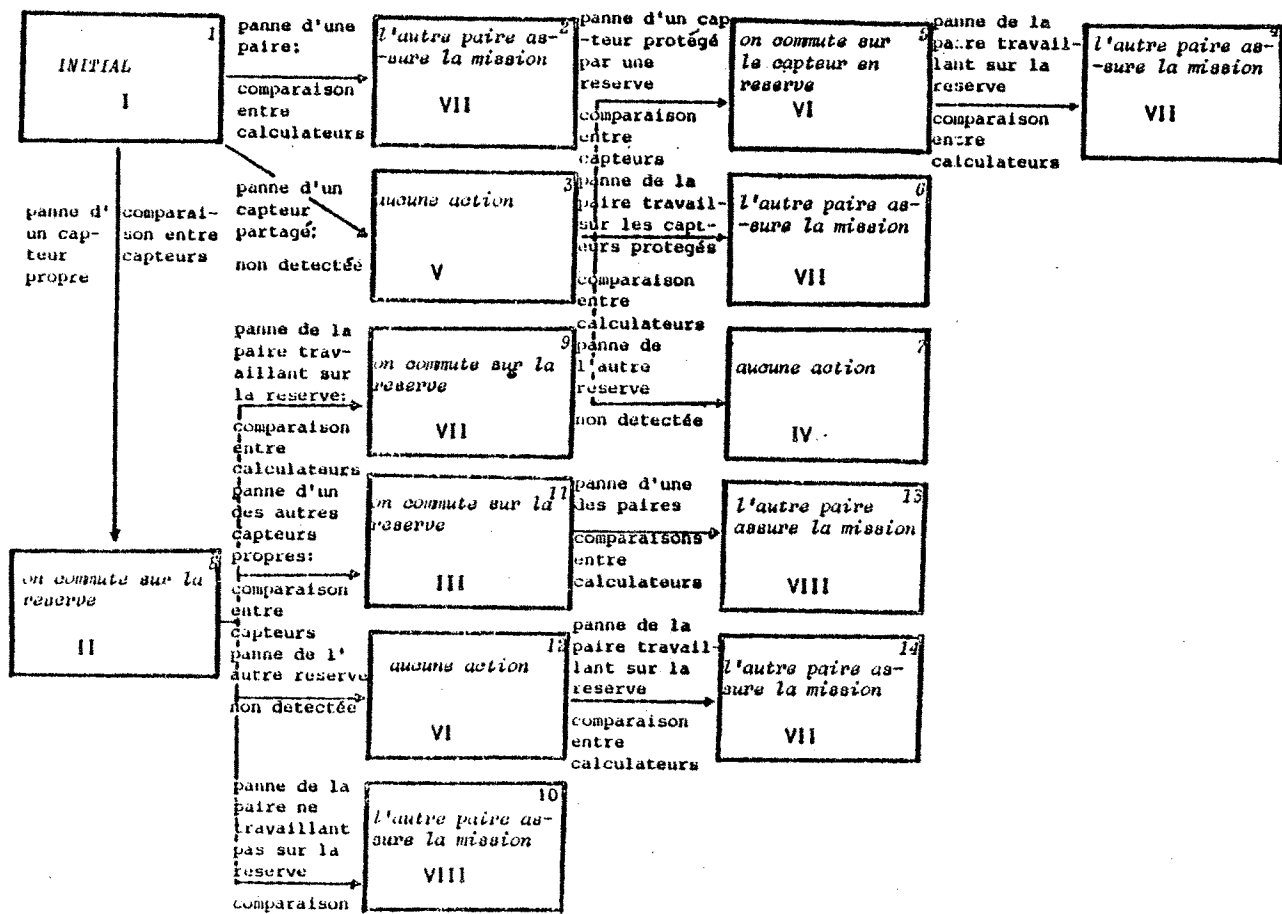 1
INITIAL
I
panne d'une
paire:
comparaison
entre
calculateurs
2
l'autre paire as-
-sure la mission
VII
panne d'un cap
-teur protégé
par une
reserve
comparaison
entre
capteurs
5
on commute sur
le capteur en
reserve
VI
panne de la
paire travail-
lant sur la
reserve
comparaison
entre
calculateurs
4
l'autre paire as-
-sure la mission
VII
panne d'un
capteur
partagé:
non detectée
3
aucune action
V
panne de la
paire travail-
sur les capt-
eurs protegés
comparaison
entre
calculateurs
6
l'autre paire as-
-sure la mission
VII
panne de
l'autre
reserve
non detectée
7
aucune action
IV
panne d'
un cap-
teur
propre
comparai-
son entre
capteurs
8
on commute sur la
reserve
II
panne de la
paire trav-
aillant sur
la reserve:
comparaison
entre
calculateurs
9
on commute sur la
reserve
VII
panne d'un
des autres
capteurs
propres:
comparaison
entre
capteurs
11
on commute sur la
reserve
III
panne d'une
des paires
comparaisons
entre
calculateurs
13
l'autre paire
assure la mission
VIII
panne de l'
autre reserve
non detectée
12
aucune action
VI
panne de la
paire travail-
lant sur la
reserve
comparaison
entre
calculateurs
14
l'autre paire as-
-sure la mission
VII
panne de la
paire ne
travaillant
pas sur la
reserve
comparaison
10
l'autre paire as-
-sure la mission
VIII